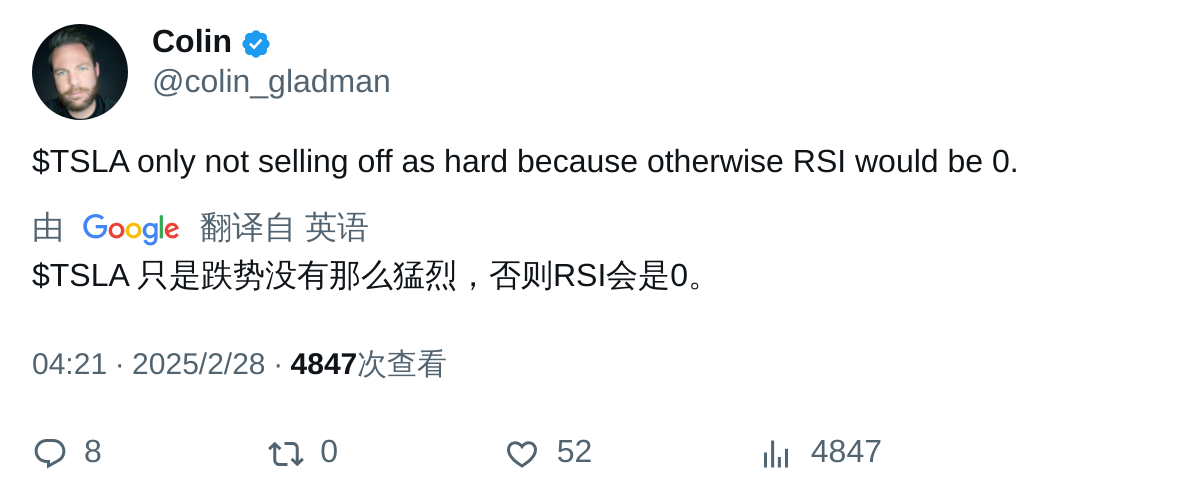 Colin
@colin_gladman
$TSLA only not selling off as hard because otherwise RSI would be 0.
由 Google 翻译自 英语
$TSLA 只是跌势没有那么猛烈，否则RSI会是0。
04:21 · 2025/2/28 · 4847次查看
8 0 52 4847